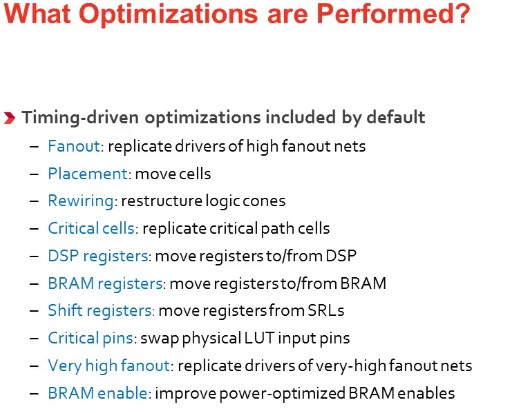 What Optimizations are Performed?
Timing-driven optimizations included by default
– Fanout: replicate drivers of high fanout nets
– Placement: move cells
– Rewiring: restructure logic cones
– Critical cells: replicate critical path cells
– DSP registers: move registers to/from DSP
– BRAM registers: move registers to/from BRAM
– Shift registers: move registers from SRLs
– Critical pins: swap physical LUT input pins
– Very high fanout: replicate drivers of very-high fanout nets
– BRAM enable: improve power-optimized BRAM enables